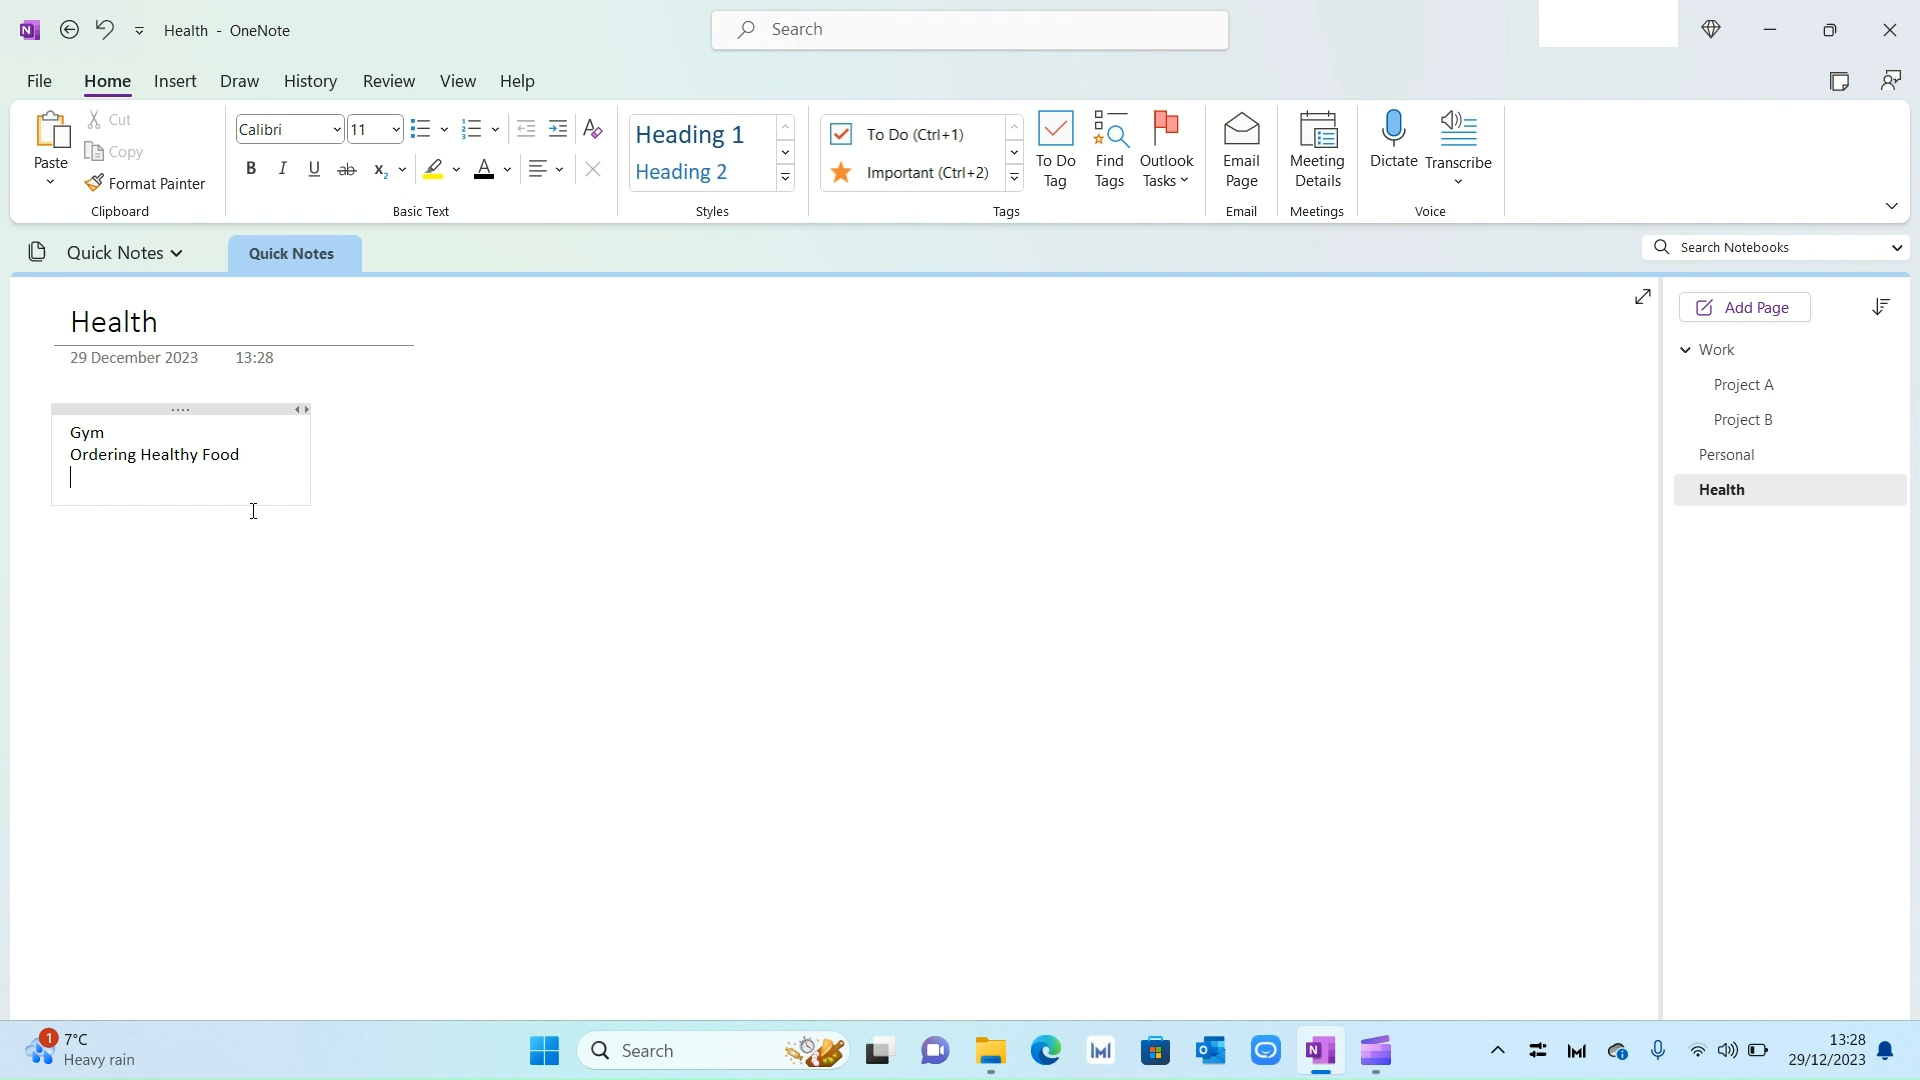 Health - OneNote
Search
File Home Insert Draw History Review View Help
Paste
Cut
Copy
Format Painter
Clipboard
Calibri 11
Basic Text
Heading 1
Heading 2
Styles
To Do (Ctrl+1)
Important (Ctrl+2)
To Do Tag
Find Tags
Outlook Tasks
Tags
Email Page
Email
Meeting Details
Meetings
Dictate
Transcribe
Voice
Quick Notes
Quick Notes
Search Notebooks
Health
29 December 2023 13:28
Gym
Ordering Healthy Food
Add Page
Work
Project A
Project B
Personal
Health
1
7°C
Heavy rain
Search
13:28
29/12/2023